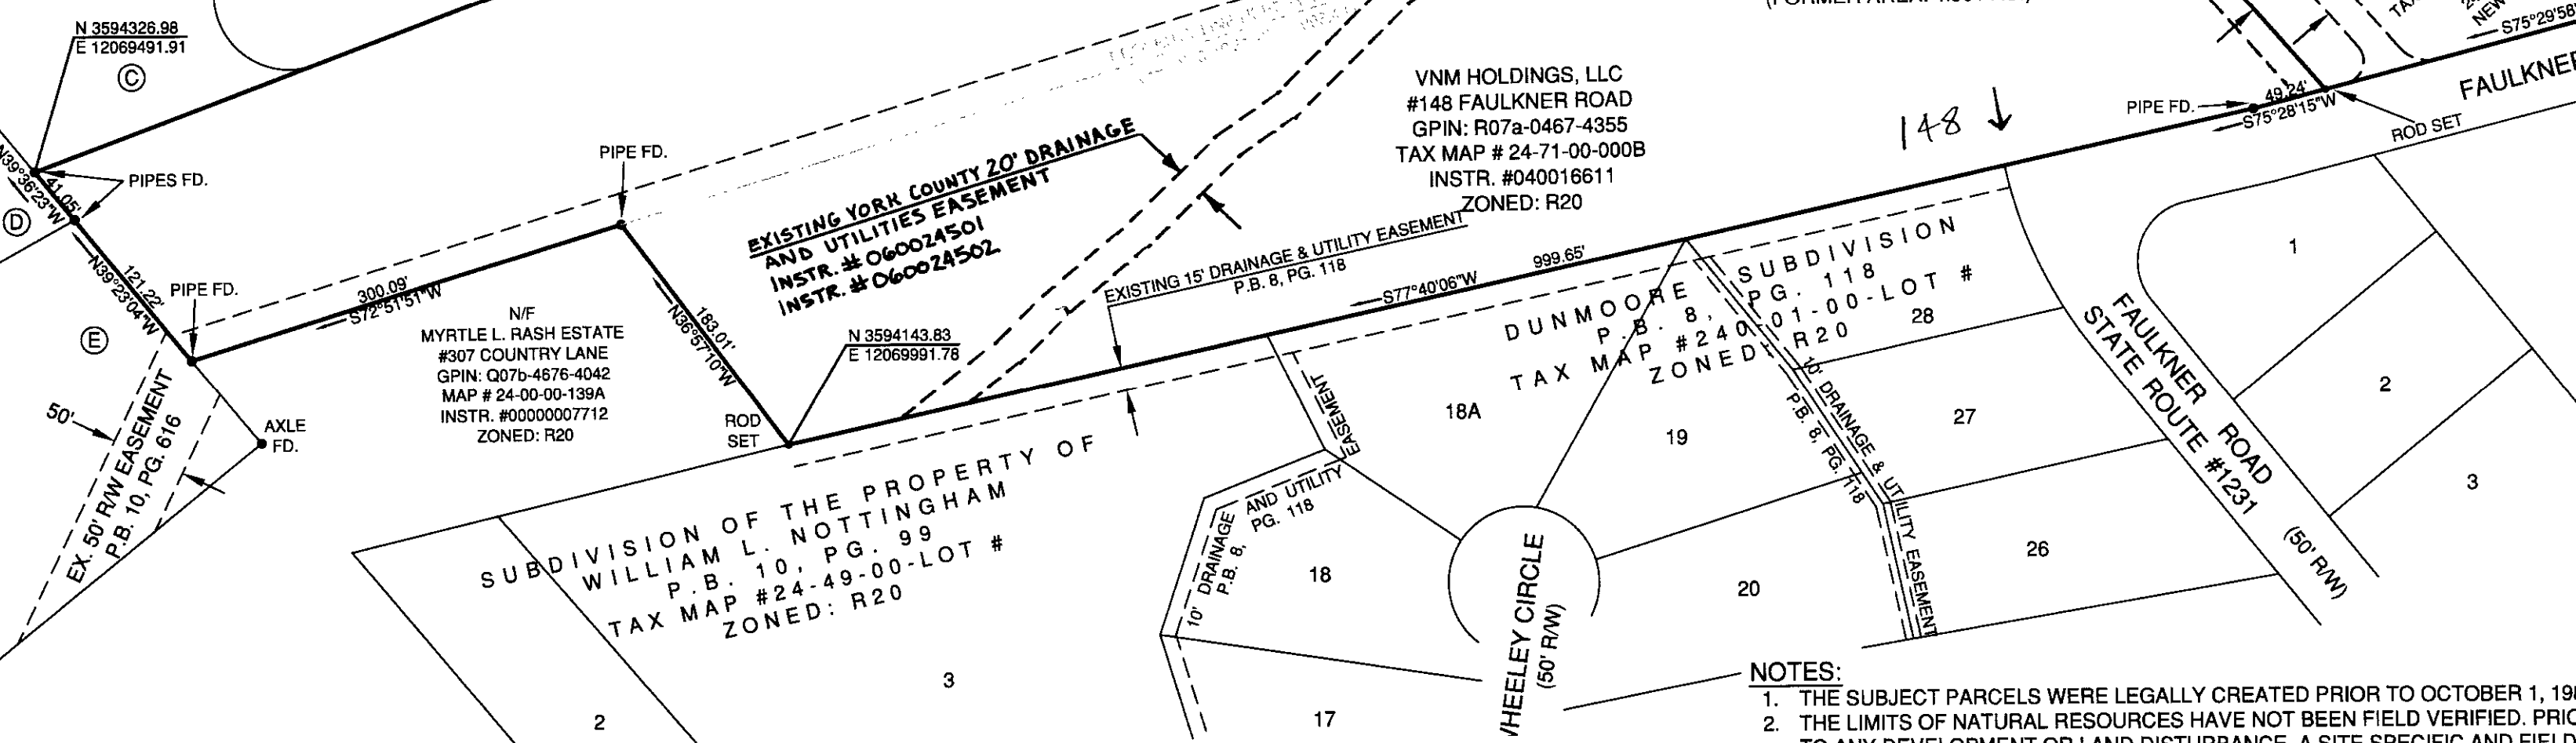 N 3594326.98
E 12069491.91
C
N39°36'23"W
41.05'
PIPES FD.
D
121.22'
N39°23'04"W
PIPE FD.
E
300.09'
S72°51'51"W
PIPE FD.
N/F
MYRTLE L. RASH ESTATE
#307 COUNTRY LANE
GPIN: Q07b-4676-4042
MAP # 24-00-00-139A
INSTR. #00000007712
ZONED: R20
183.01'
N36°57'10"W
ROD
SET
N 3594143.83
E 12069991.78
50'
EX. 50' R/W EASEMENT
P.B. 10, PG. 616
AXLE
FD.
EXISTING YORK COUNTY 20' DRAINAGE
AND UTILITIES EASEMENT
INSTR. # 060024501
INSTR. # 060024502
VNM HOLDINGS, LLC
#148 FAULKNER ROAD
GPIN: R07a-0467-4355
TAX MAP # 24-71-00-000B
INSTR. #040016611
ZONED: R20
EXISTING 15' DRAINAGE & UTILITY EASEMENT
P.B. 8, PG. 118
S77°40'06"W
999.65'
148
PIPE FD.
49.24'
S75°28'15"W
ROD SET
S75°29'58"
FAULKNER
DUNMOORE SUBDIVISION
P.B. 8, PG. 118
TAX MAP #240-01-00-LOT #
ZONED: R20
SUBDIVISION OF THE PROPERTY OF
WILLIAM L. NOTTINGHAM
P.B. 10, PG. 99
TAX MAP #24-49-00-LOT #
ZONED: R20
2
3
10' DRAINAGE AND UTILITY EASEMENT
P.B. 8, PG. 118
18A
19
18
17
20
WHEELEY CIRCLE
(50' R/W)
10' DRAINAGE & UTILITY EASEMENT
P.B. 8, PG. 118
28
27
26
FAULKNER ROAD
STATE ROUTE #1231
(50' R/W)
1
2
3
NOTES:
1. THE SUBJECT PARCELS WERE LEGALLY CREATED PRIOR TO OCTOBER 1, 198
2. THE LIMITS OF NATURAL RESOURCES HAVE NOT BEEN FIELD VERIFIED. PRIO
TO ANY DEVELOPMENT OR LAND DISTURBANCE, A SITE SPECIFIC AND FIELD